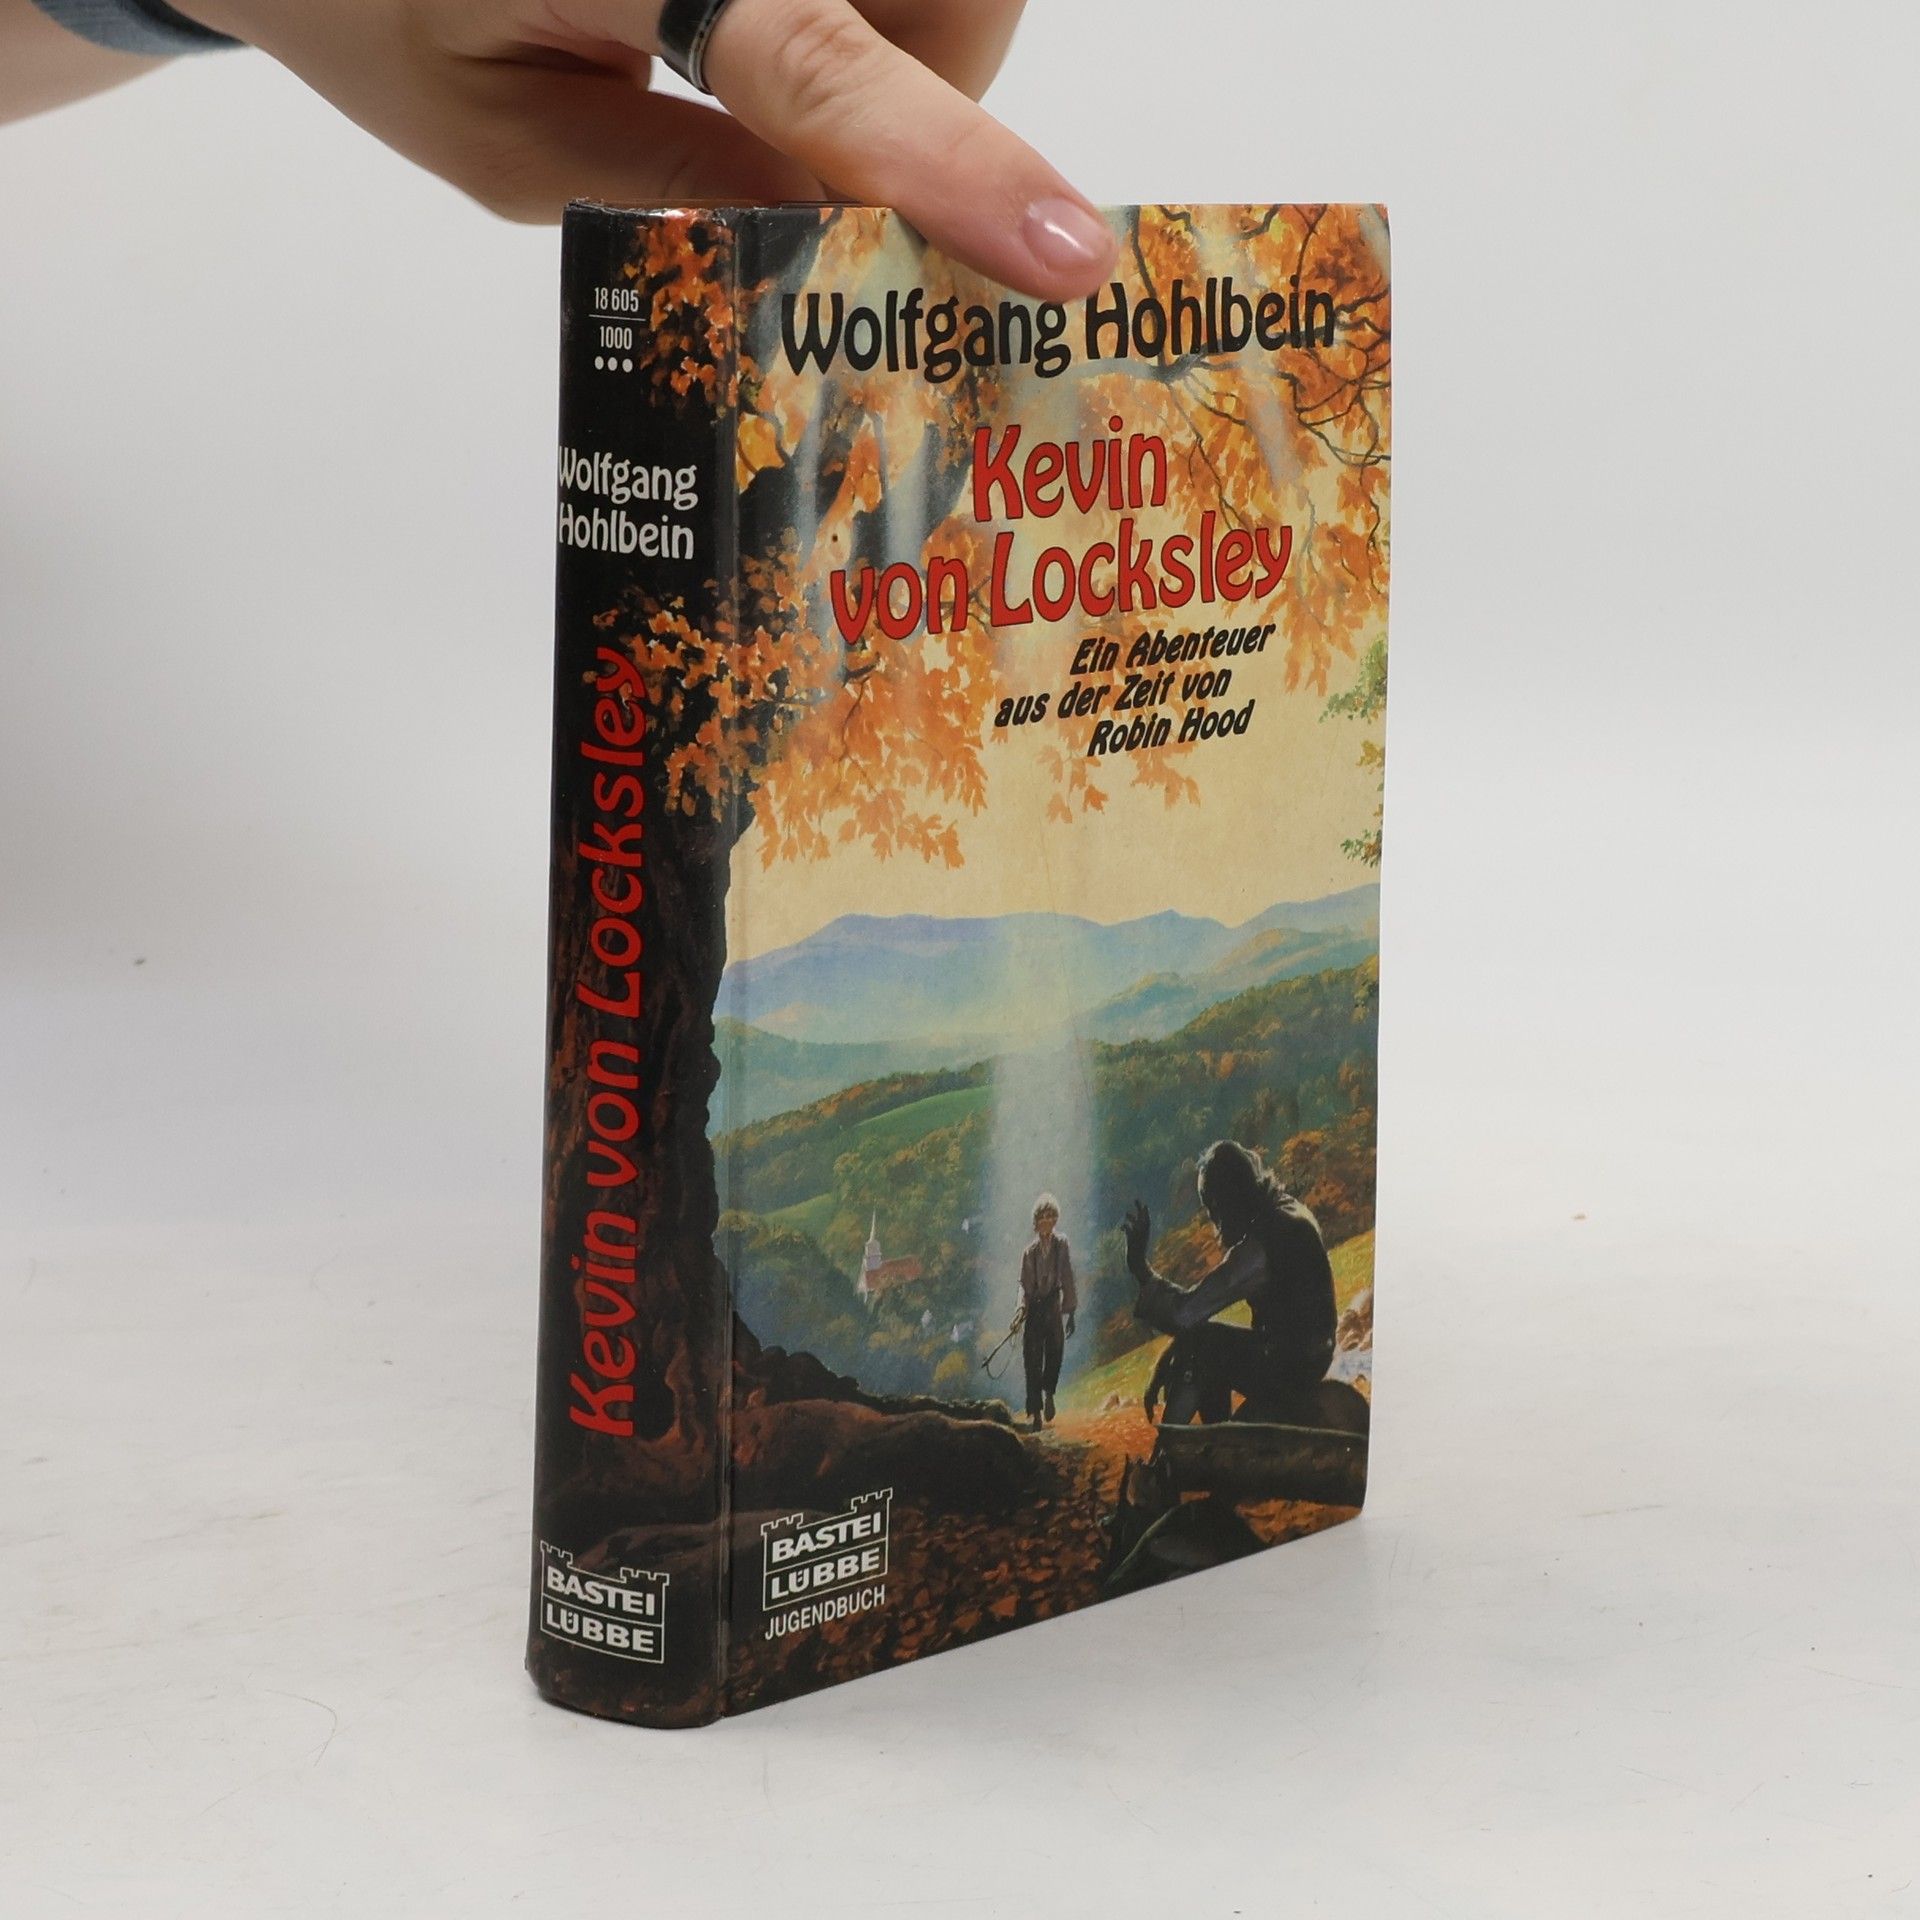 18 605
1000
Wolfgang
Hohlbein
Kevin von Locksley
BASTEI
LÜBBE
Wolfgang Hohlbein
Kevin
von Locksley
Ein Abenteuer
aus der Zeit von
Robin Hood
BASTEI
LÜBBE
JUGENDBUCH